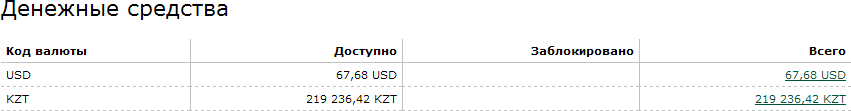 Денежные средства
Код валюты Доступно Заблокировано Всего
USD 67,68 USD 67,68 USD
KZT 219 236,42 KZT 219 236,42 KZT